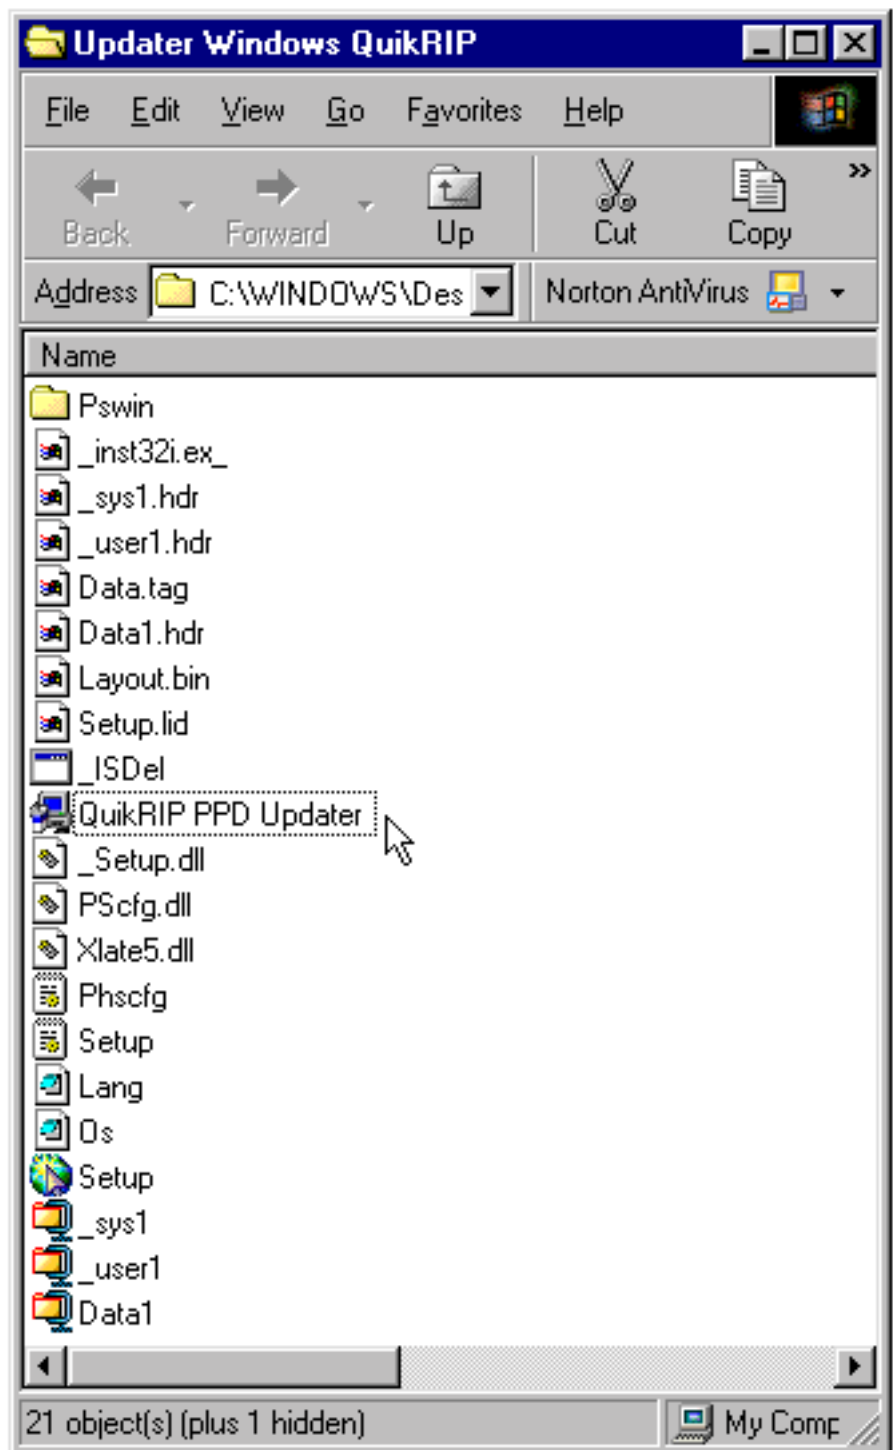 Updater Windows QuikRIP
File Edit View Go Favorites Help
Back Forward Up Cut Copy »
Address C:\WINDOWS\Des Norton AntiVirus
Name
Pswin
_inst32i.ex_
_sys1.hdr
_user1.hdr
Data.tag
Data1.hdr
Layout.bin
Setup.lid
_ISDel
QuikRIP PPD Updater
_Setup.dll
PScfg.dll
Xlate5.dll
Phscfg
Setup
Lang
Os
Setup
_sys1
_user1
Data1
21 object(s) (plus 1 hidden) My Comp